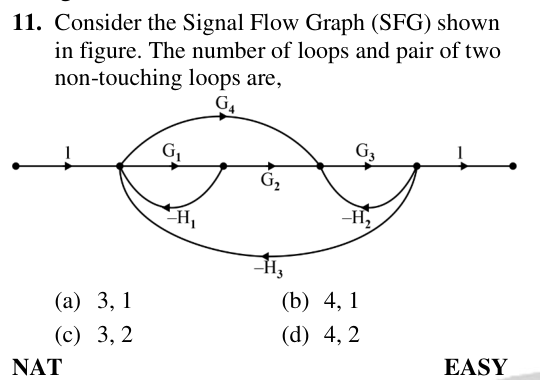 11. Consider the Signal Flow Graph (SFG) shown
in figure. The number of loops and pair of two
non-touching loops are,
G₄
1 G₁ G₃ 1
G₂
–H₁ –H₂
–H₃
(a) 3, 1 (b) 4, 1
(c) 3, 2 (d) 4, 2
NAT EASY